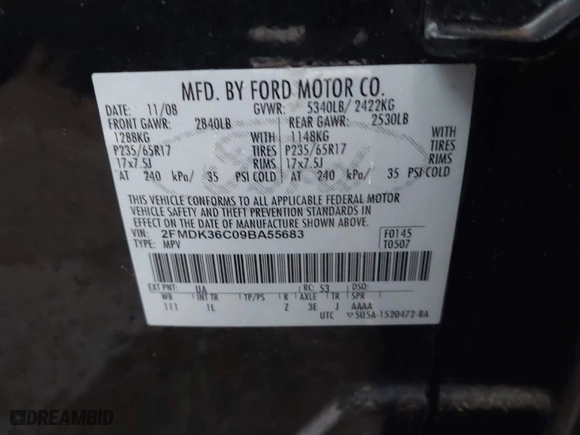 MFD. BY FORD MOTOR CO.
DATE: 11/08 GVWR: 5340LB/ 2422KG
FRONT GAWR: 2840LB REAR GAWR: 2530LB
1288KG WITH 1148KG WITH
P235/65R17 TIRES P235/65R17 TIRES
17x7.5J RIMS 17x7.5J RIMS
AT 240 kPa/ 35 PSI COLD AT 240 kPa/ 35 PSI COLD
THIS VEHICLE CONFORMS TO ALL APPLICABLE FEDERAL MOTOR
VEHICLE SAFETY AND THEFT PREVENTION STANDARDS IN
EFFECT ON THE DATE OF MANUFACTURE SHOWN ABOVE.
VIN: 2FMDK36C09BA55683 F0145
TYPE: MPV T0507
EXT PNT: UA RC: 53 DSO:
WB INT TR TP/PS R AXLE TR SPR
111 1L 2 3E J AAAA
UTC ▽5U5A-1520472-BA
DREAMBID